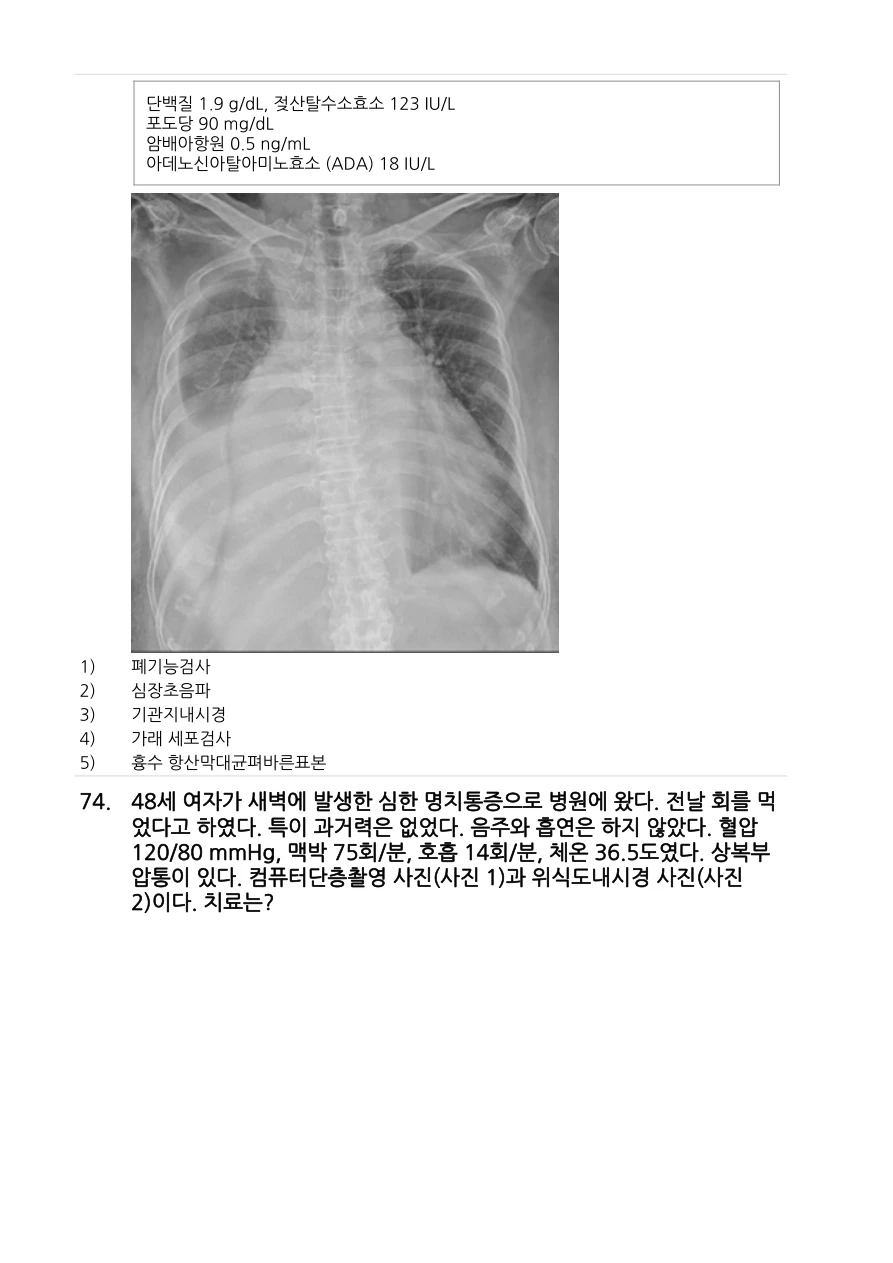 단백질 1.9 g/dL, 젖산탈수소효소 123 IU/L
포도당 90 mg/dL
암배아항원 0.5 ng/mL
아데노신아탈아미노효소 (ADA) 18 IU/L
1) 폐기능검사
2) 심장초음파
3) 기관지내시경
4) 가래 세포검사
5) 흉수 항산막대균펴바른표본
74. 48세 여자가 새벽에 발생한 심한 명치통증으로 병원에 왔다. 전날 회를 먹
었다고 하였다. 특이 과거력은 없었다. 음주와 흡연은 하지 않았다. 혈압
120/80 mmHg, 맥박 75회/분, 호흡 14회/분, 체온 36.5도였다. 상복부
압통이 있다. 컴퓨터단층촬영 사진(사진 1)과 위식도내시경 사진(사진
2)이다. 치료는?